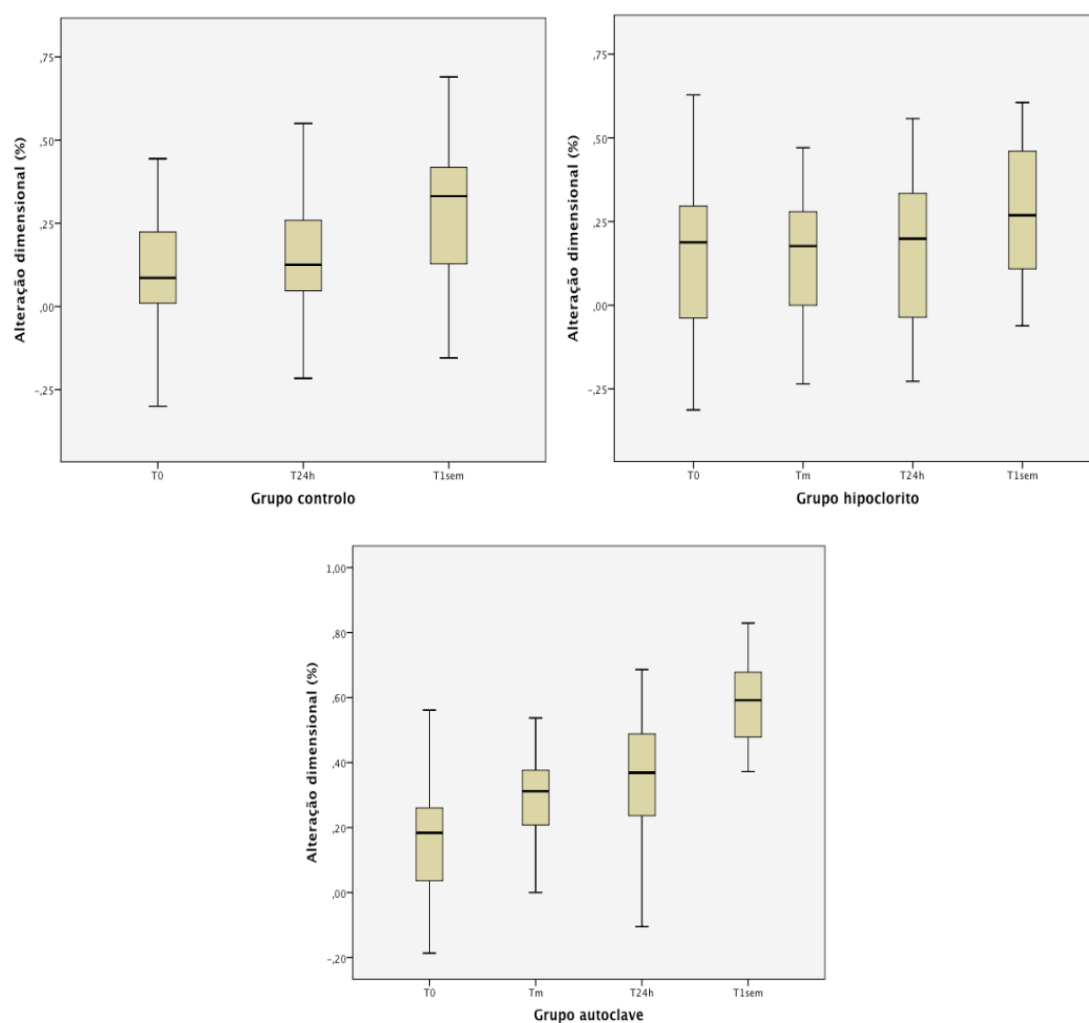 Alteração dimensional (%)
,75
,50
,25
,00
-,25
T0 T24h T1sem
Grupo controlo
Alteração dimensional (%)
,75
,50
,25
,00
-,25
T0 Tm T24h T1sem
Grupo hipoclorito
Alteração dimensional (%)
1,00
,80
,60
,40
,20
,00
-,20
T0 Tm T24h T1sem
Grupo autoclave